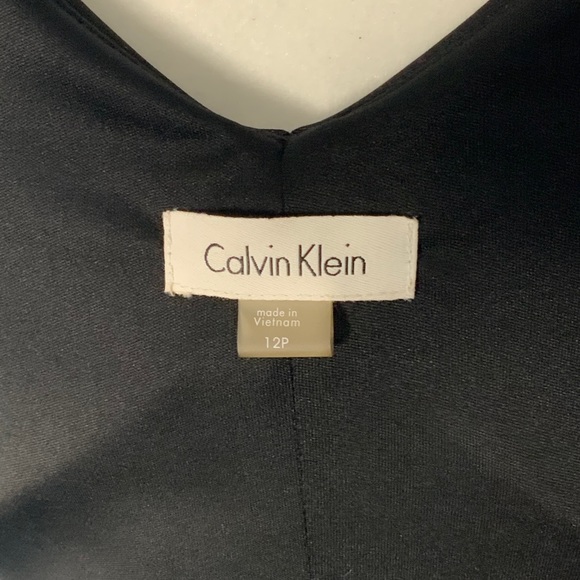 Calvin Klein
made in
Vietnam
12P